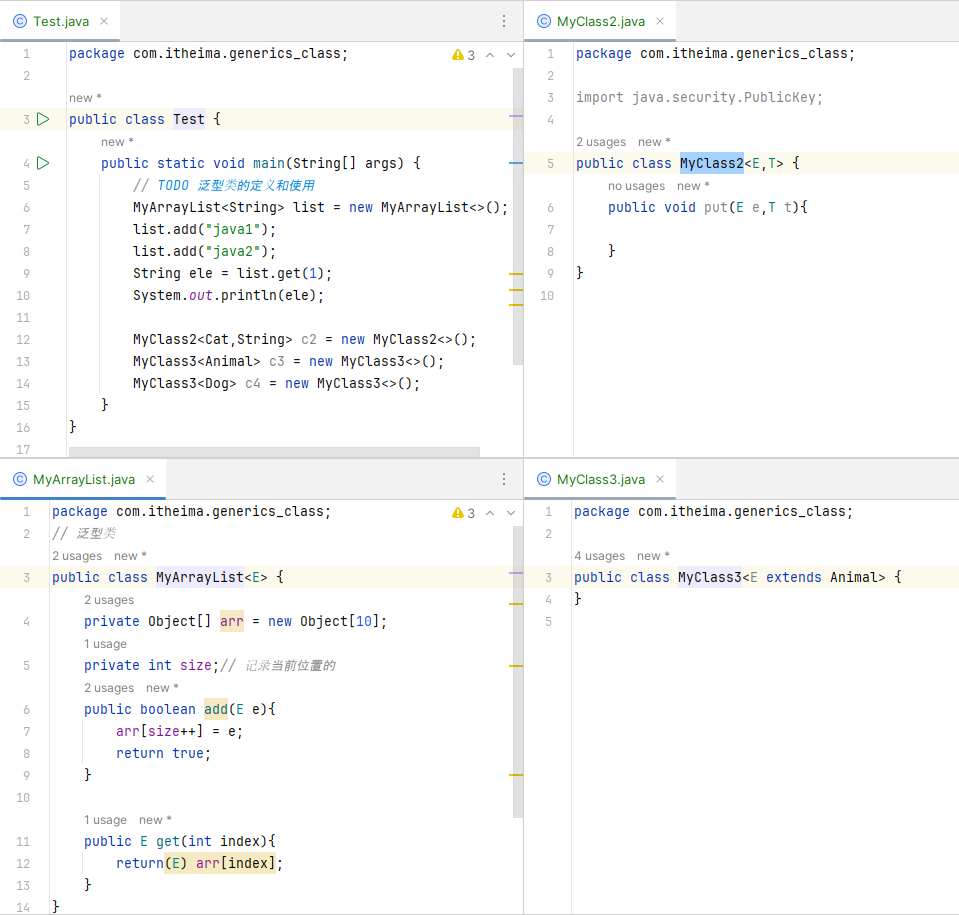 Test.java
3
1 package com.itheima.generics_class;
2
new *
3 public class Test {
new *
4 public static void main(String[] args) {
5 // TODO 泛型类的定义和使用
6 MyArrayList<String> list = new MyArrayList<>();
7 list.add("java1");
8 list.add("java2");
9 String ele = list.get(1);
10 System.out.println(ele);
11
12 MyClass2<Cat,String> c2 = new MyClass2<>();
13 MyClass3<Animal> c3 = new MyClass3<>();
14 MyClass3<Dog> c4 = new MyClass3<>();
15 }
16 }
17
MyClass2.java
1 package com.itheima.generics_class;
2
3 import java.security.PublicKey;
4
2 usages new *
5 public class MyClass2<E,T> {
no usages new *
6 public void put(E e,T t){
7
8 }
9 }
10
MyArrayList.java
3
1 package com.itheima.generics_class;
2 // 泛型类
2 usages new *
3 public class MyArrayList<E> {
2 usages
4 private Object[] arr = new Object[10];
1 usage
5 private int size;// 记录当前位置的
2 usages new *
6 public boolean add(E e){
7 arr[size++] = e;
8 return true;
9 }
10
1 usage new *
11 public E get(int index){
12 return(E) arr[index];
13 }
14 }
MyClass3.java
1 package com.itheima.generics_class;
2
4 usages new *
3 public class MyClass3<E extends Animal> {
4 }
5